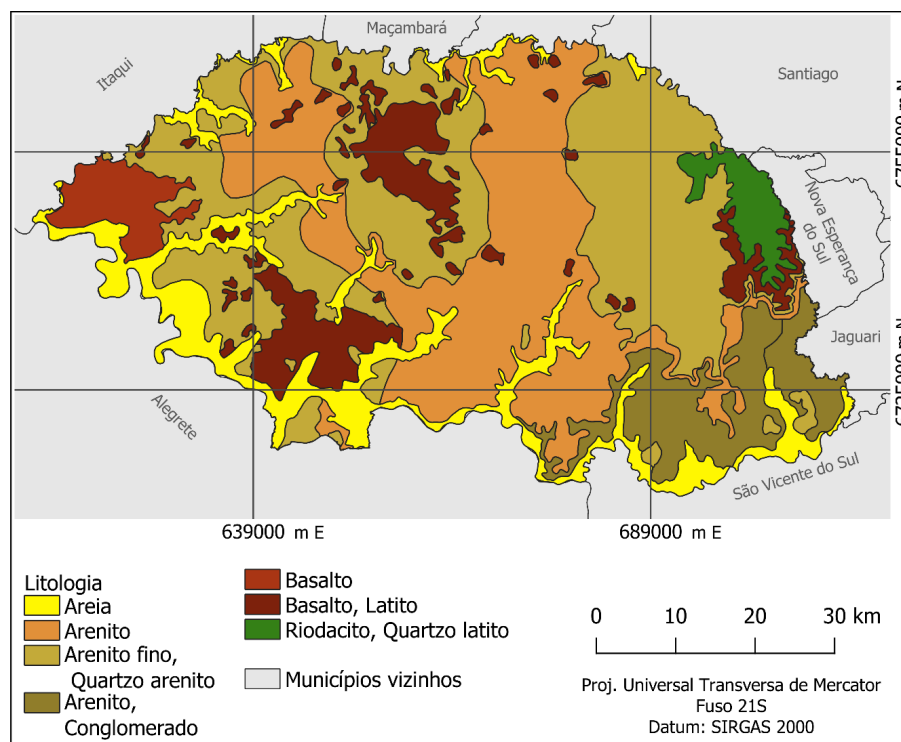 Maçambará
Itaqui
Santiago
6755000 m N
Nova Esperança
do Sul
Jaguari
6725000 m N
Alegrete
São Vicente do Sul
639000 m E
689000 m E
Litologia
Areia
Arenito
Arenito fino,
Quartzo arenito
Arenito,
Conglomerado
Basalto
Basalto, Latito
Riodacito, Quartzo latito
Municípios vizinhos
0 10 20 30 km
Proj. Universal Transversa de Mercator
Fuso 21S
Datum: SIRGAS 2000